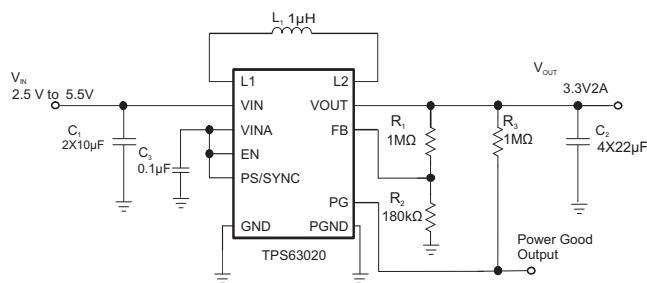 L1 1µH
VIN
2.5 V to 5.5V
VOUT
3.3V2A
L1 L2
VIN VOUT
VINA FB
EN
PS/SYNC PG
GND PGND
TPS63020
C1
2X10µF
C3
0.1µF
R1
1MΩ
R2
180kΩ
R3
1MΩ
C2
4X22µF
Power Good
Output